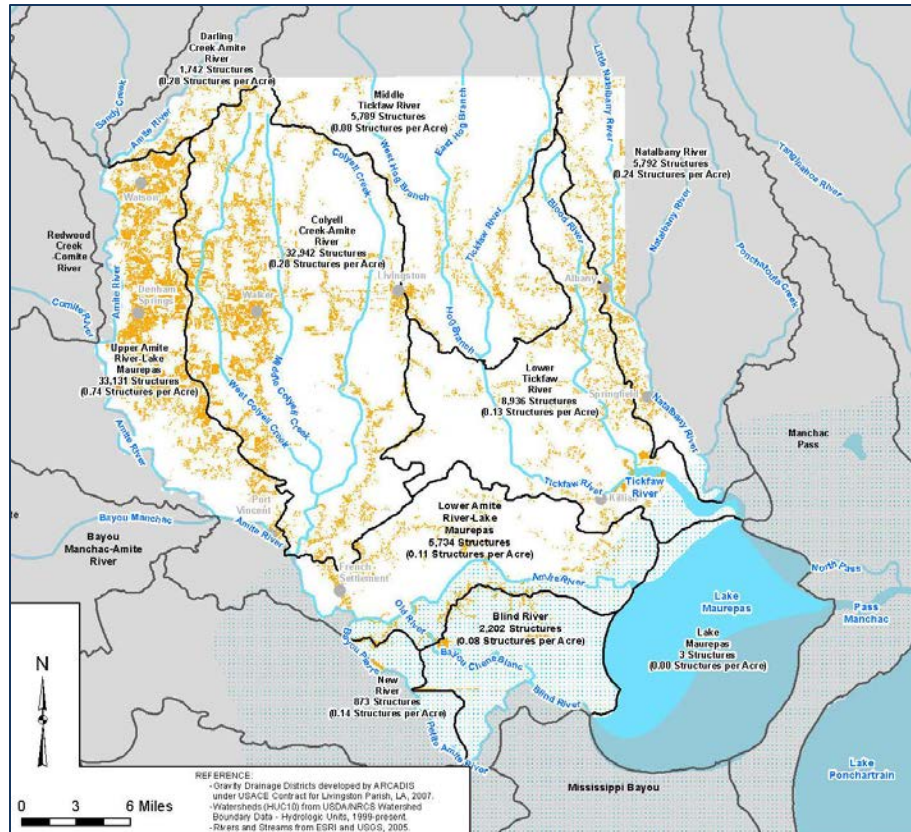 Darling
Creek-Amite
River
1,742 Structures
(0.28 Structures per Acre)
Sandy Creek
Amite River
Middle
Tickfaw River
5,789 Structures
(0.08 Structures per Acre)
West Hog Branch
East Hog Branch
Little Natalbany River
Natalbany River
5,792 Structures
(0.24 Structures per Acre)
Natalbany River
Tangipahoa River
Ponchatoula Creek
Watson
Colyell Creek
Colyell
Creek-Amite
River
32,942 Structures
(0.28 Structures per Acre)
Tickfaw River
Blood River
Redwood
Creek-
Comite
River
Amite River
Comite River
Denham
Springs
Walker
Livingston
Albany
Hog Branch
Upper Amite
River-Lake
Maurepas
33,131 Structures
(0.74 Structures per Acre)
West Colyell Creek
Middle Colyell Creek
Lower
Tickfaw
River
8,936 Structures
(0.13 Structures per Acre)
Springfield
Natalbany River
Manchac
Pass
Amite River
Port
Vincent
Tickfaw River
Killian
Tickfaw
River
Bayou Manchac
Amite River
Bayou
Manchac-Amite
River
Lower Amite
River-Lake
Maurepas
5,734 Structures
(0.11 Structures per Acre)
French
Settlement
Amite River
North Pass
Pass
Manchac
Lake
Maurepas
Lake
Maurepas
3 Structures
(0.00 Structures per Acre)
Old River
Blind River
2,202 Structures
(0.08 Structures per Acre)
Bayou Chene Blanc
Blind River
Bayou Pierre
New
River
873 Structures
(0.14 Structures per Acre)
Petite Amite River
Mississippi Bayou
Lake
Ponchartrain
N
0 3 6 Miles
REFERENCE:
- Gravity Drainage Districts developed by ARCADIS
under USACE Contract for Livingston Parish, LA, 2007.
- Watersheds (HUC10) from USDA/NRCS Watershed
Boundary Data - Hydrologic Units, 1999-present.
- Rivers and Streams from ESRI and USGS, 2005.